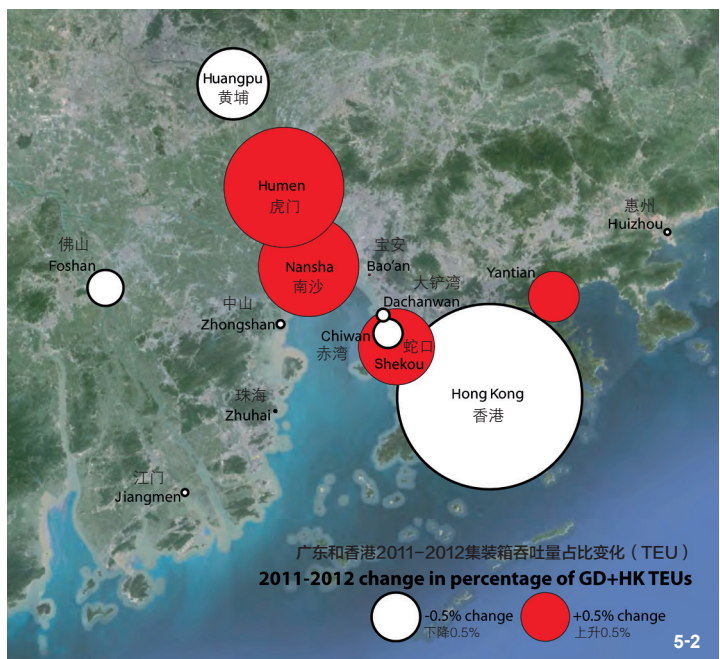 Huangpu
黄埔
Humen
虎门
惠州
Huizhou
佛山
Foshan
宝安
Bao'an
Nansha
南沙
大铲湾
Dachanwan
Yantian
中山
Zhongshan
Chiwan
赤湾
蛇口
Shekou
珠海
Zhuhai
Hong Kong
香港
江门
Jiangmen
广东和香港2011-2012集装箱吞吐量占比变化（TEU）
2011-2012 change in percentage of GD+HK TEUs
-0.5% change
下降0.5%
+0.5% change
上升0.5%
5-2